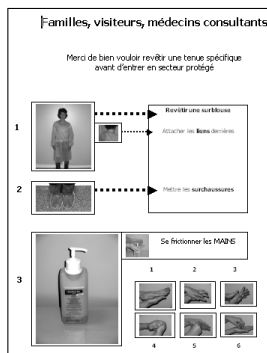 Familles, visiteurs, médecins consultants
Merci de bien vouloir revêtir une tenue spécifique
avant d'entrer en secteur protégé
1
Revêtir une surblouse
Attacher les liens derrières
2
Mettre les surchaussures
3
Se frictionner les MAINS
1 2 3
4 5 6